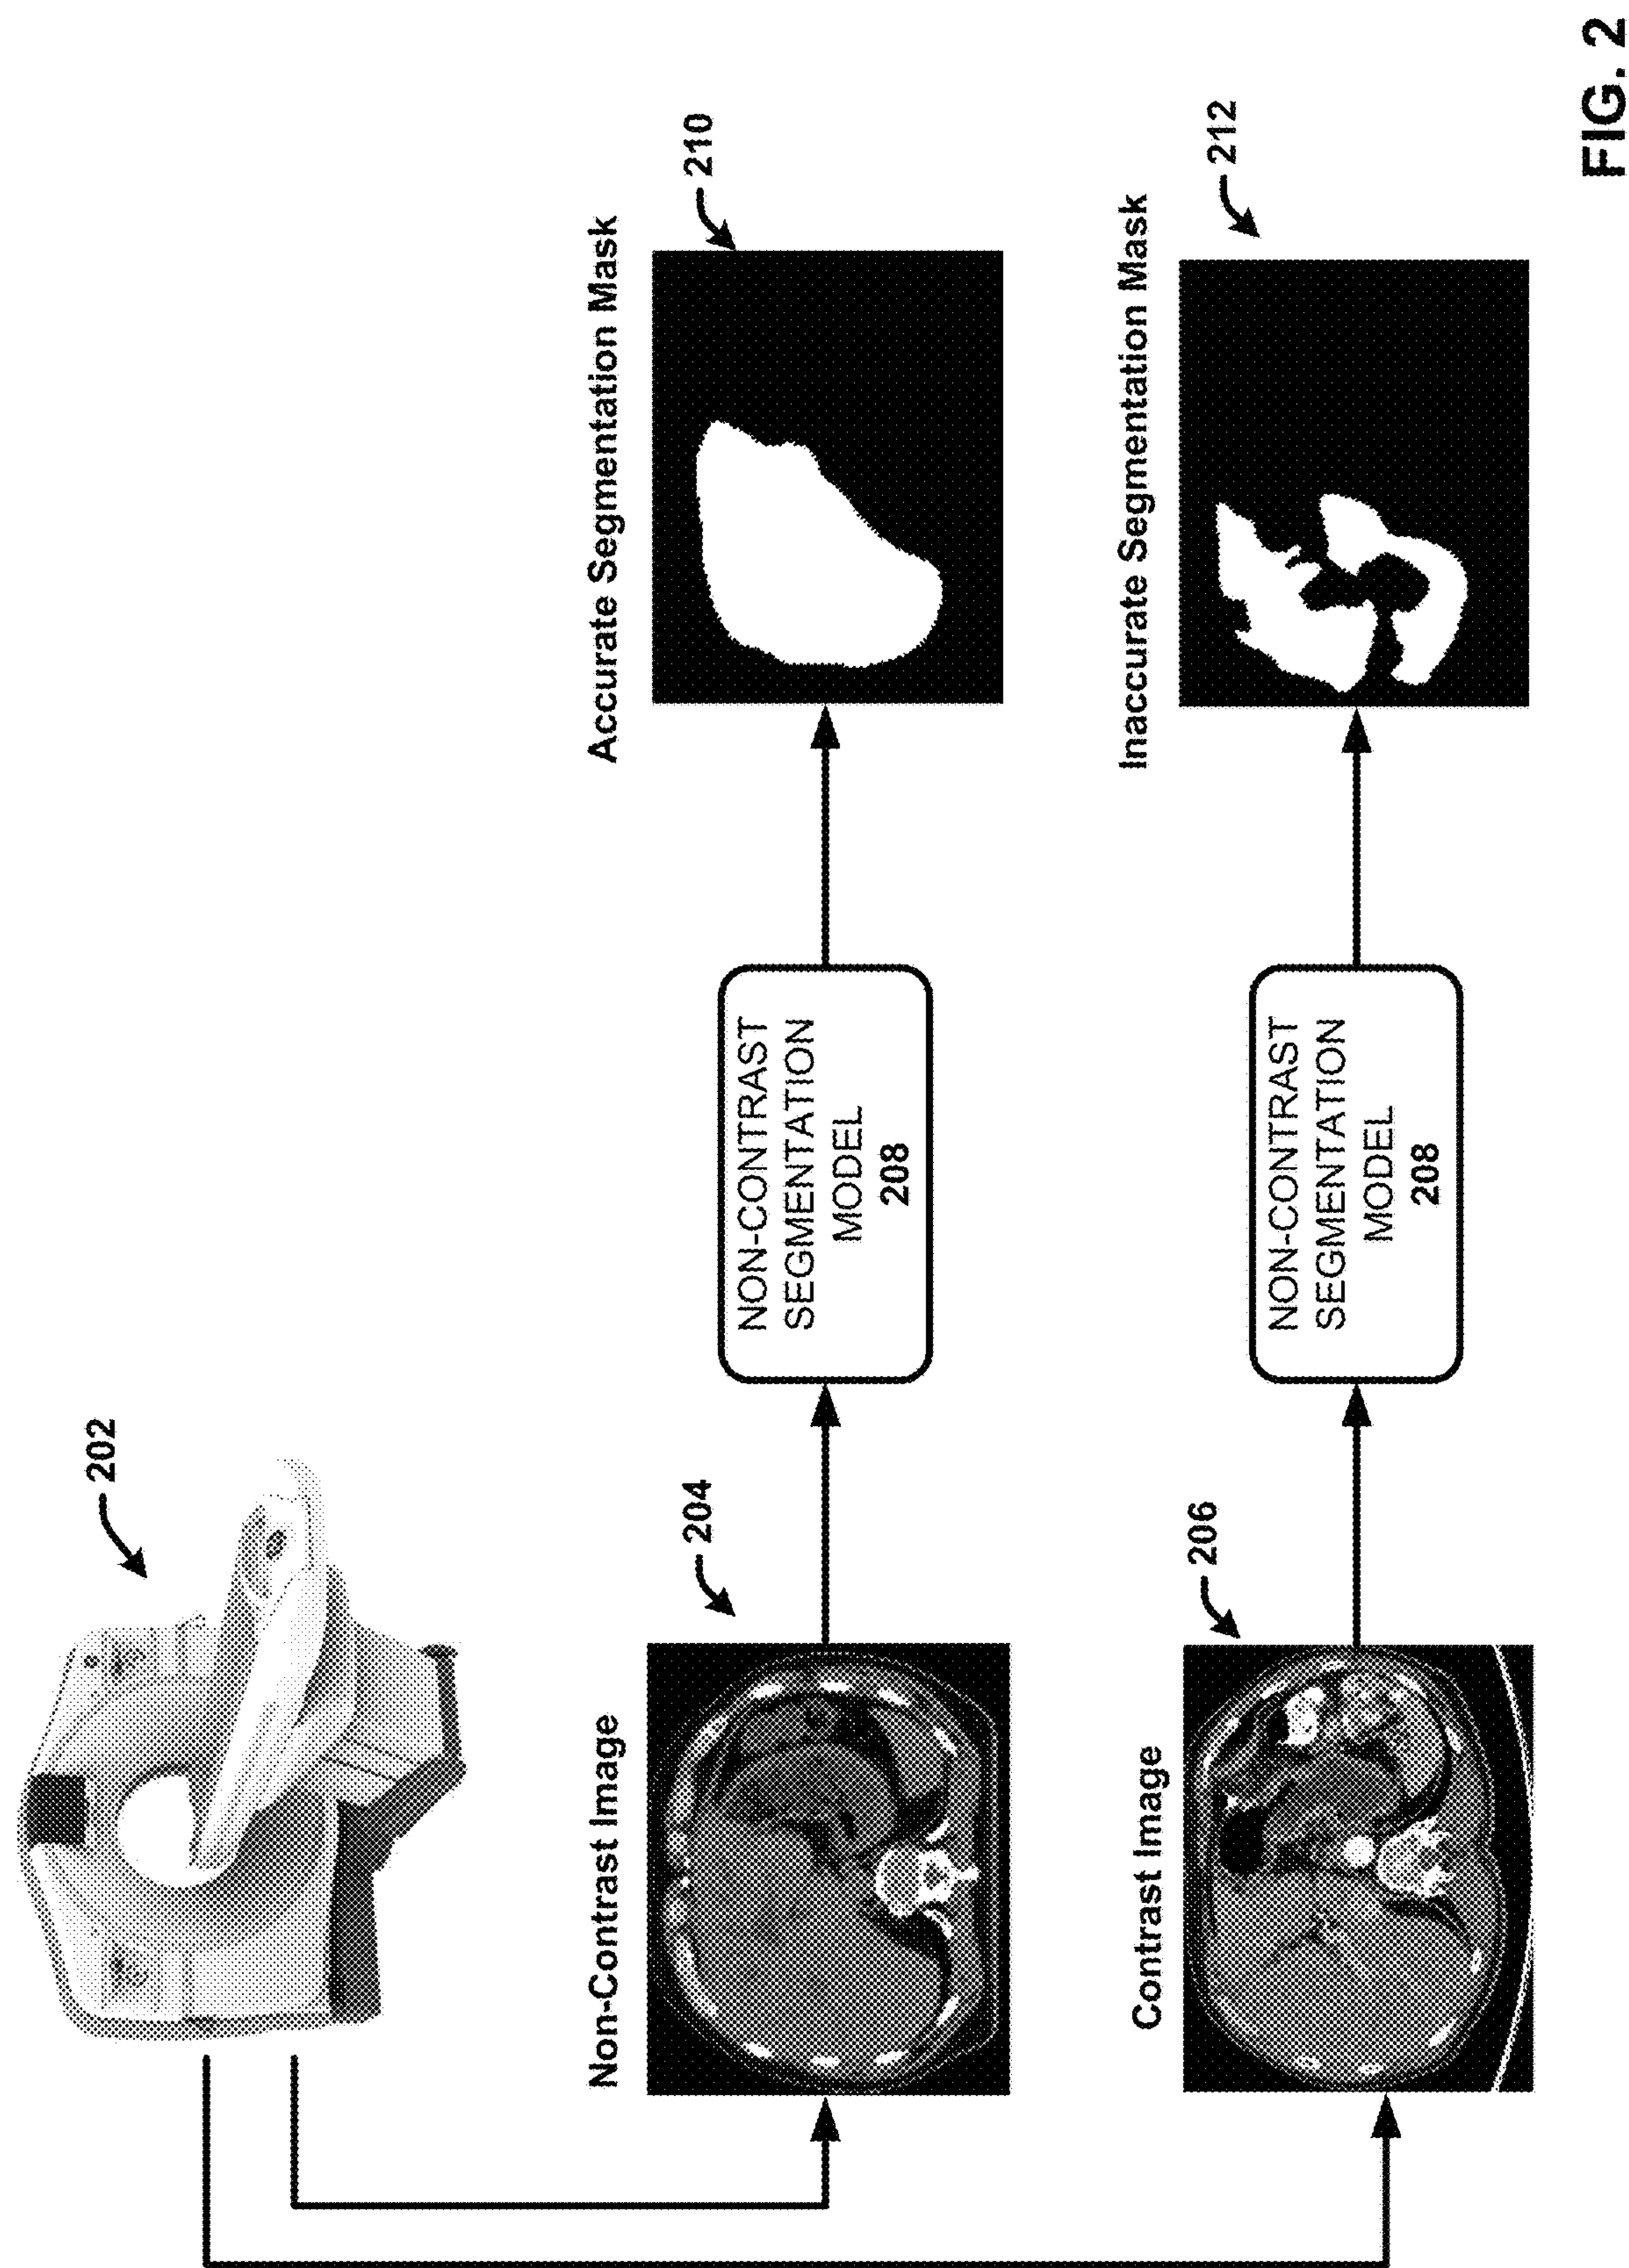 202
Non-Contrast Image
204
NON-CONTRAST
SEGMENTATION
MODEL
208
Accurate Segmentation Mask
210
Contrast Image
206
NON-CONTRAST
SEGMENTATION
MODEL
208
Inaccurate Segmentation Mask
212
FIG. 2